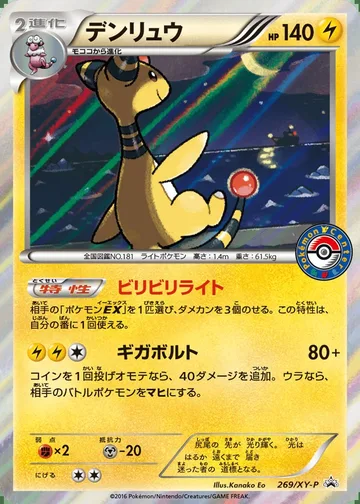 2進化
デンリュウ
HP140
モココから進化
全国図鑑NO.181 ライトポケモン 高さ:1.4m 重さ:61.5kg
Pokémon Center
とくせい
特性 ビリビリライト
相手の「ポケモンEX」を1匹選び、ダメカンを3個のせる。この特性は、
自分の番に1回使える。
ギガボルト 80+
コインを1回投げオモテなら、40ダメージを追加。ウラなら、
相手のバトルポケモンをマヒにする。
弱点 抵抗力
×2 -20
にげる
尻尾の 先が 光り輝く。 光は
はるか 遠くまで 届き
迷った者の 道標となる。
Illus.Kanako Eo 269/XY-P
©2016 Pokémon/Nintendo/Creatures/GAME FREAK.